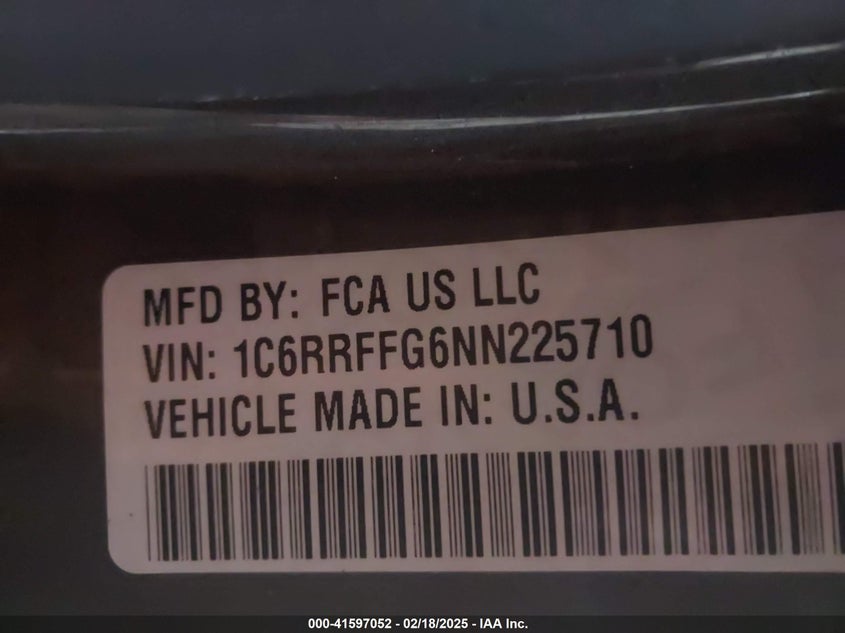 MFD BY: FCA US LLC
VIN: 1C6RRFFG6NN225710
VEHICLE MADE IN: U.S.A.
000-41597052 - 02/18/2025 - IAA Inc.